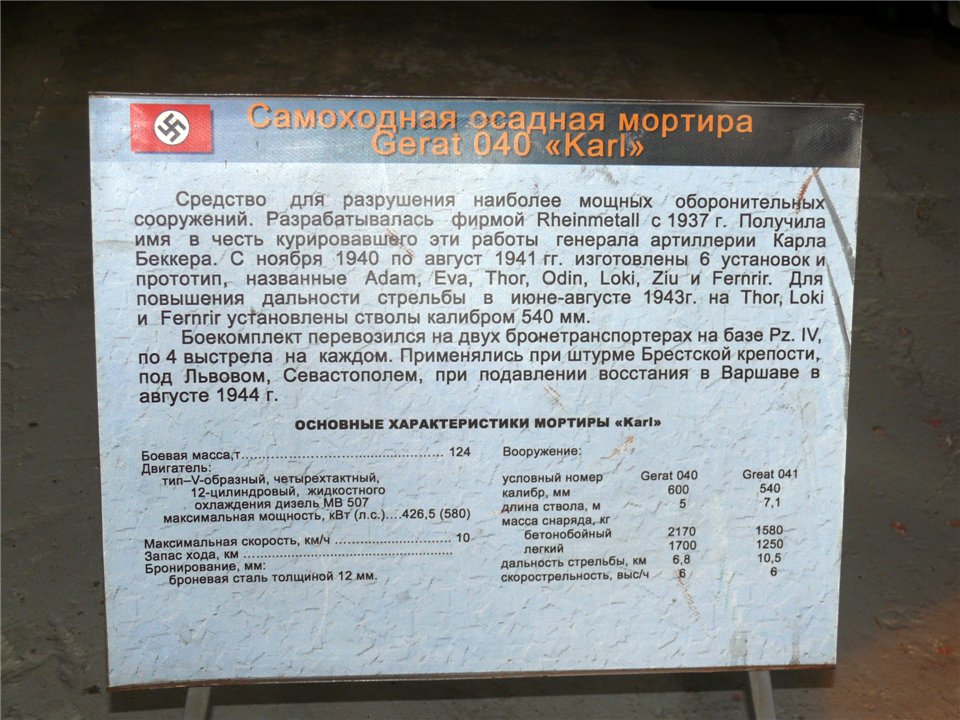 Самоходная осадная мортира
Gerat 040 «Karl»
Средство для разрушения наиболее мощных оборонительных
сооружений. Разрабатывалась фирмой Rheinmetall с 1937 г. Получила
имя в честь курировавшего эти работы генерала артиллерии Карла
Беккера. С ноября 1940 по август 1941 гг. изготовлены 6 установок и
прототип, названные Adam, Eva, Thor, Odin, Loki, Ziu и Fernrir. Для
повышения дальности стрельбы в июне-августе 1943г. на Thor, Loki
и Fernrir установлены стволы калибром 540 мм.
Боекомплект перевозился на двух бронетранспортерах на базе Pz. IV,
по 4 выстрела на каждом. Применялись при штурме Брестской крепости,
под Львовом, Севастополем, при подавлении восстания в Варшаве в
августе 1944 г.
ОСНОВНЫЕ ХАРАКТЕРИСТИКИ МОРТИРЫ «Karl»
Боевая масса,т........................................ 124
Двигатель:
тип–V-образный, четырехтактный,
12-цилиндровый, жидкостного
охлаждения дизель MB 507
максимальная мощность, кВт (л.с.)....426,5 (580)
Максимальная скорость, км/ч ........................ 10
Запас хода, км ............................................
Бронирование, мм:
броневая сталь толщиной 12 мм.
Вооружение:
условный номер Gerat 040 Great 041
калибр, мм 600 540
длина ствола, м 5 7,1
масса снаряда, кг
бетонобойный 2170 1580
легкий 1700 1250
дальность стрельбы, км 6,8 10,5
скорострельность, выс/ч 6 6